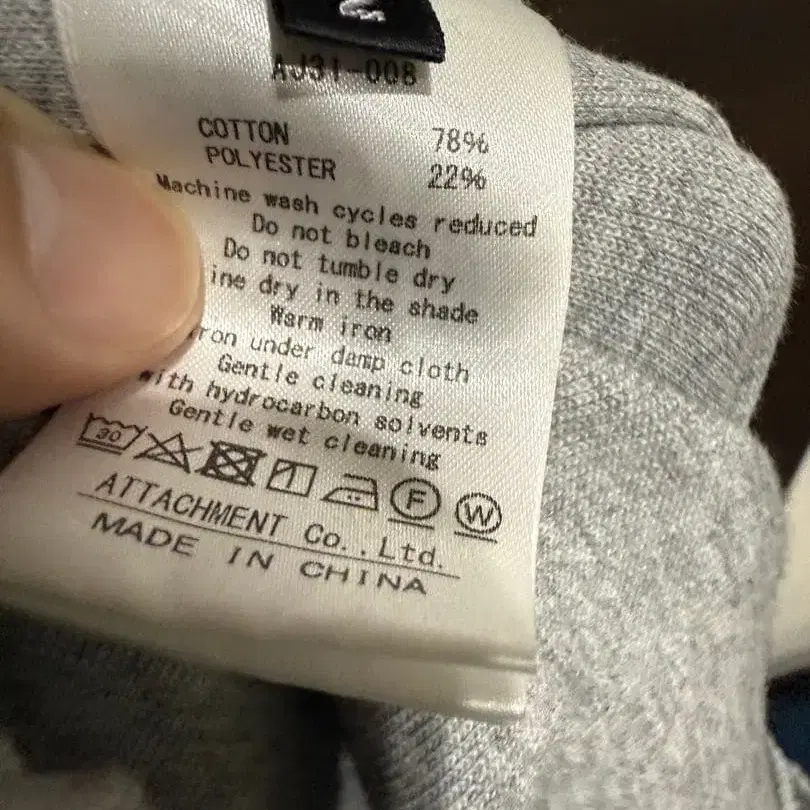 AJ31-008
COTTON 78%
POLYESTER 22%
Machine wash cycles reduced
Do not bleach
Do not tumble dry
ine dry in the shade
Warm iron
ron under damp cloth
Gentle cleaning
with hydrocarbon solvents
Gentle wet cleaning
30 F W
ATTACHMENT Co.,Ltd.
MADE IN CHINA